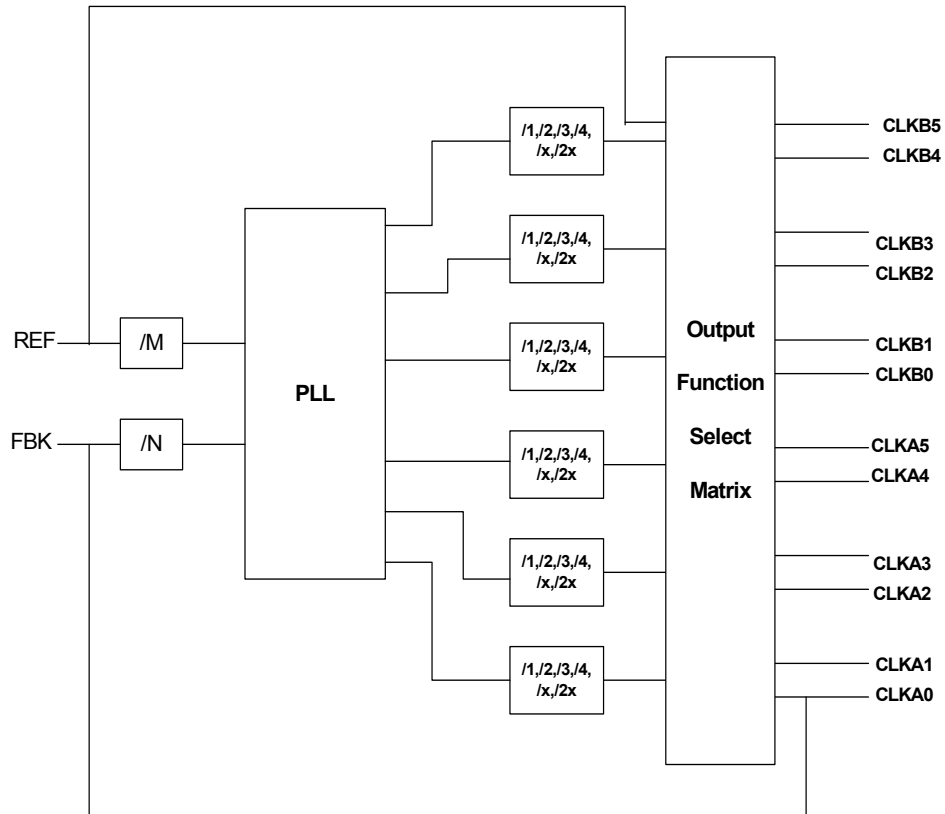 REF
/M
FBK
/N
PLL
/1,/2,/3,/4,
/x,/2x
/1,/2,/3,/4,
/x,/2x
/1,/2,/3,/4,
/x,/2x
/1,/2,/3,/4,
/x,/2x
/1,/2,/3,/4,
/x,/2x
/1,/2,/3,/4,
/x,/2x
Output
Function
Select
Matrix
CLKB5
CLKB4
CLKB3
CLKB2
CLKB1
CLKB0
CLKA5
CLKA4
CLKA3
CLKA2
CLKA1
CLKA0